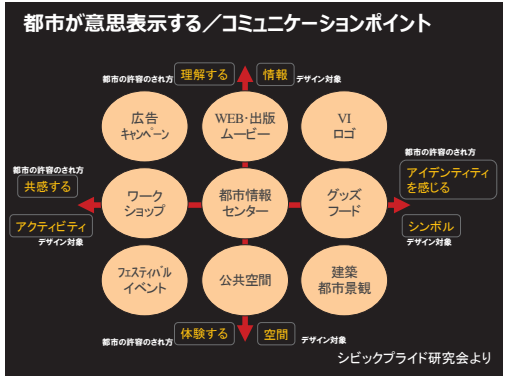 都市が意思表示する／コミュニケーションポイント
都市の許容のされ方 理解する 情報 デザイン対象
広告
キャンペーン
WEB・出版
ムービー
VI
ロゴ
都市の許容のされ方
共感する
都市の許容のされ方
アイデンティティ
を感じる
ワーク
ショップ
都市情報
センター
グッズ
フード
アクティビティ
デザイン対象
シンボル
デザイン対象
フェスティバル
イベント
公共空間
建築
都市景観
都市の許容のされ方 体験する 空間 デザイン対象
シビックプライド研究会より